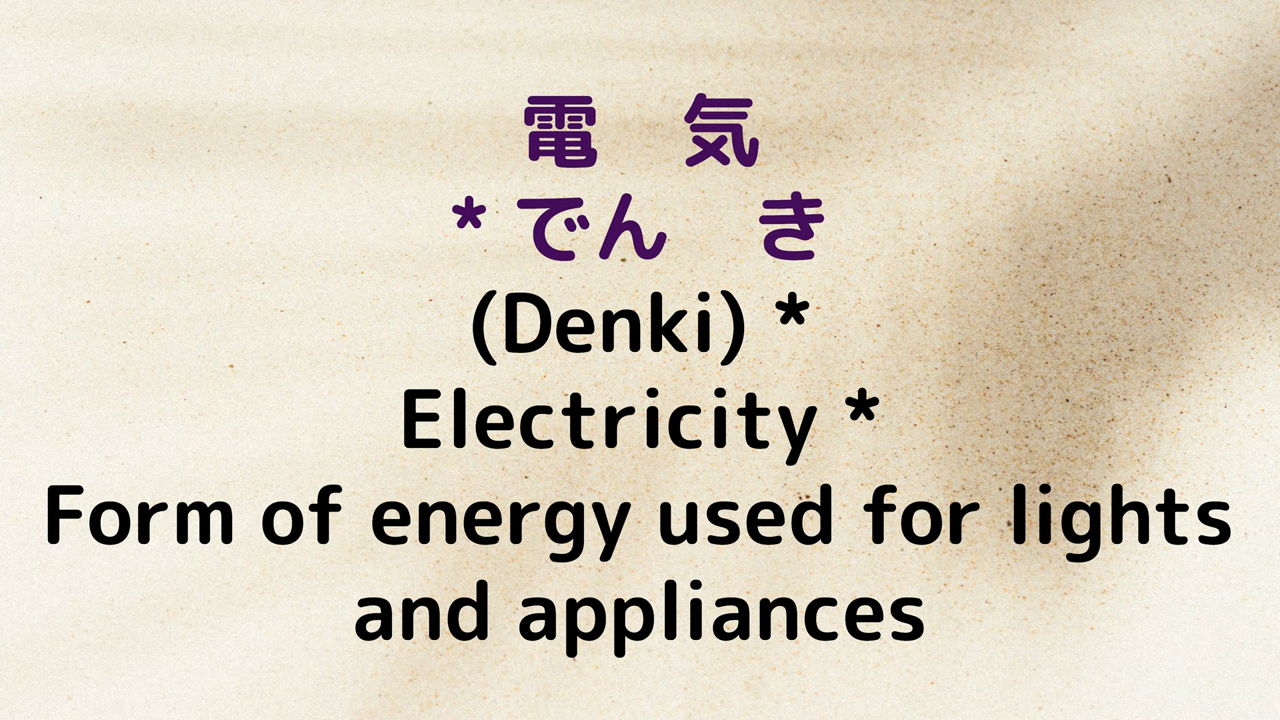 電　気
* でん　き
(Denki) *
Electricity *
Form of energy used for lights
and appliances